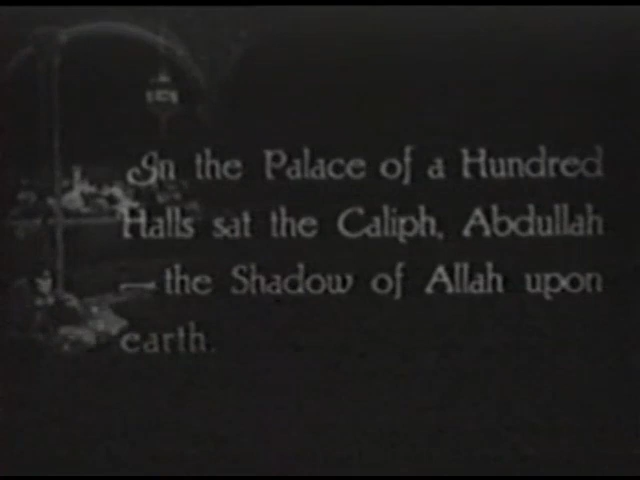 In the Palace of a Hundred
Halls sat the Caliph, Abdullah
—the Shadow of Allah upon
earth.